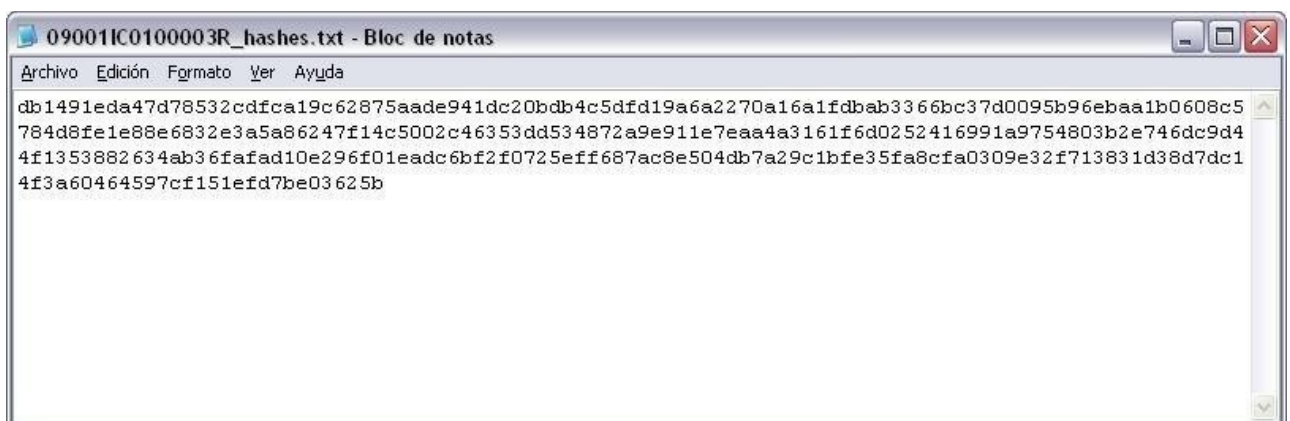 09001IC0100003R_hashes.txt - Bloc de notas
Archivo Edición Formato Ver Ayuda
db1491eda47d78532cdfca19c62875aade941dc20bdb4c5dfd19a6a2270a16a1fdbab3366bc37d0095b96ebaa1b0608c5
784d8fe1e88e6832e3a5a86247f14c5002c46353dd534872a9e911e7eaa4a3161f6d0252416991a9754803b2e746dc9d4
4f1353882634ab36fafad10e296f01eadc6bf2f0725eff687ac8e504db7a29c1bfe35fa8cfa0309e32f713831d38d7dc1
4f3a60464597cf151efd7be03625b